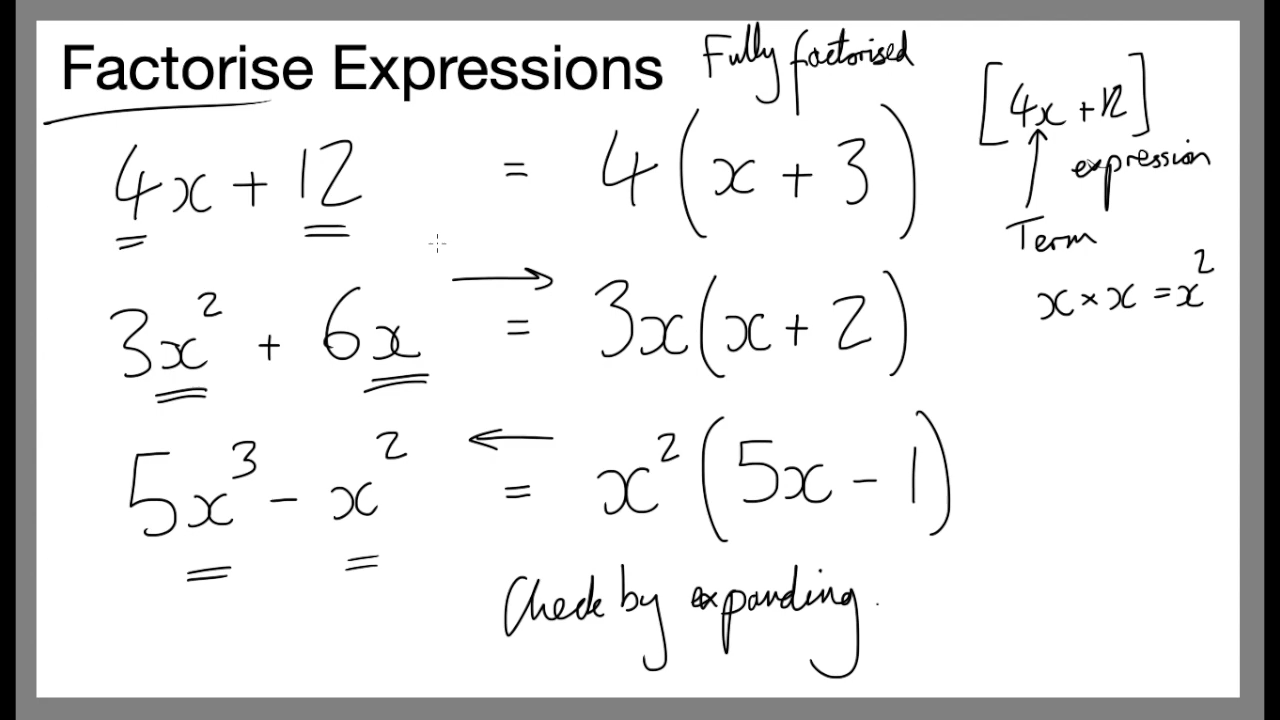 Factorise Expressions
Fully factorised
4x + 12 = 4(x + 3)
[4x + 12]
expression
Term
x × x = x²
3x² + 6x = 3x(x + 2)
→
5x³ - x² = x²(5x - 1)
←
Check by expanding.